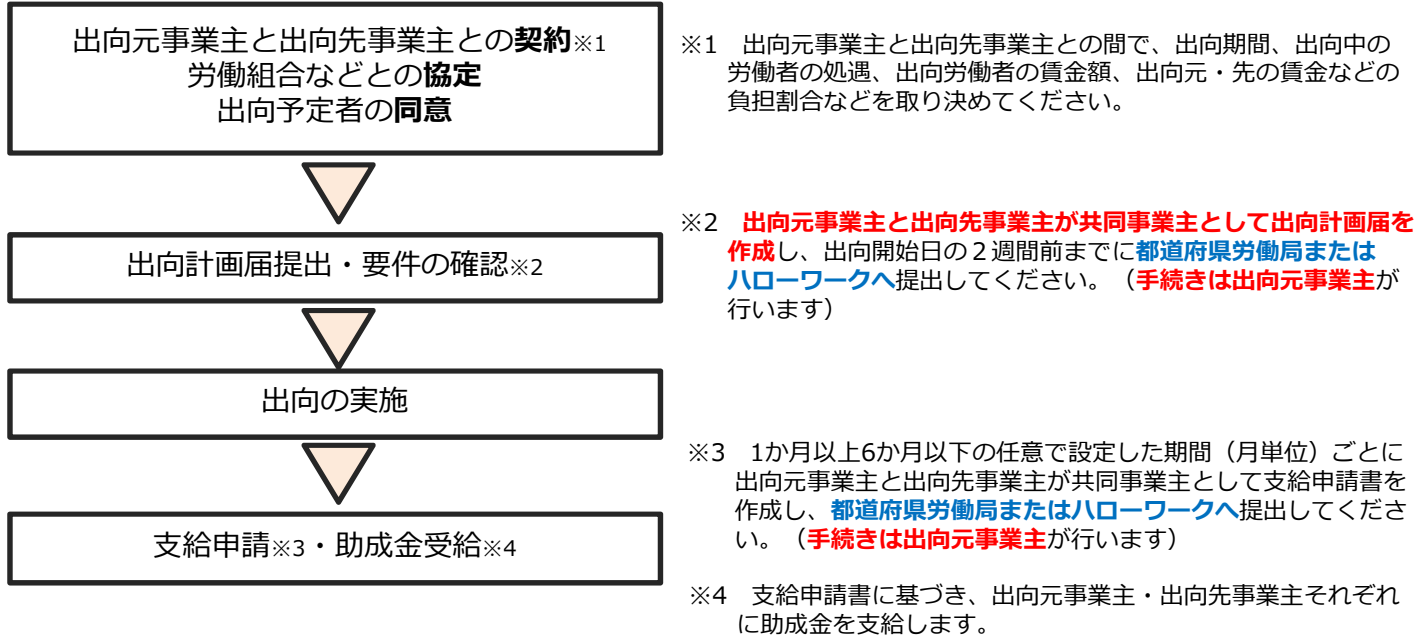 出向元事業主と出向先事業主との契約※1
労働組合などとの協定
出向予定者の同意
※1　出向元事業主と出向先事業主との間で、出向期間、出向中の
労働者の処遇、出向労働者の賃金額、出向元・先の賃金などの
負担割合などを取り決めてください。
出向計画届提出・要件の確認※2
※2　出向元事業主と出向先事業主が共同事業主として出向計画届を
作成し、出向開始日の２週間前までに都道府県労働局または
ハローワークへ提出してください。（手続きは出向元事業主が
行います）
出向の実施
支給申請※3・助成金受給※4
※3　1か月以上6か月以下の任意で設定した期間（月単位）ごとに
出向元事業主と出向先事業主が共同事業主として支給申請書を
作成し、都道府県労働局またはハローワークへ提出してくださ
い。（手続きは出向元事業主が行います）
※4　支給申請書に基づき、出向元事業主・出向先事業主それぞれ
に助成金を支給します。